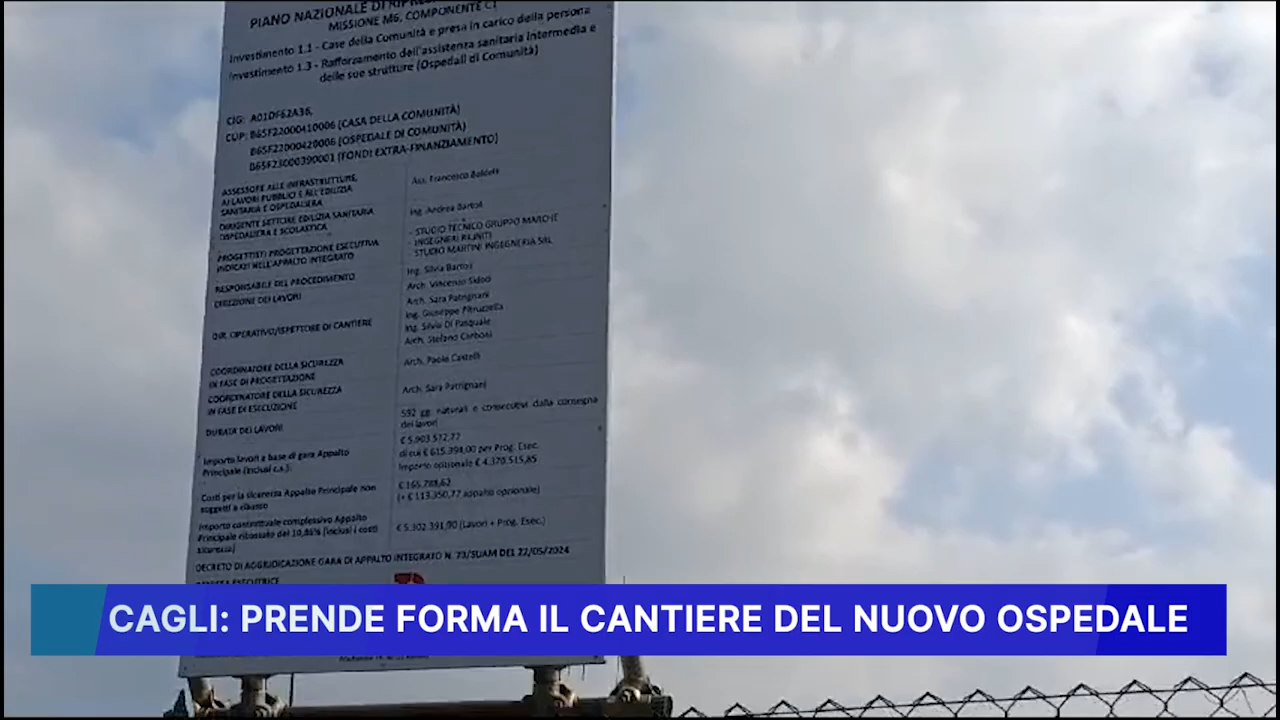 PIANO NAZIONALE DI
MISSIONE M6, COMPONENTE C1
Investimento 1.1 - Case della Comunità e presa in carico della persona
Investimento 1.3 - Rafforzamento dell'assistenza sanitaria intermedia e
delle sue strutture (Ospedali di Comunità)
CIG: A01DF62A36,
CUP: B65F22000410006 (CASA DELLA COMUNITÀ)
B65F22000420006 (OSPEDALE DI COMUNITÀ)
B65F23000390001 (FONDI EXTRA-FINANZIAMENTO)
ASSESSORE ALLE INFRASTRUTTURE,
AI LAVORI PUBBLICI E ALL'EDILIZIA
SANITARIA E OSPEDALIERA
Ass. Francesco Baldelli
DIRIGENTE SETTORE EDILIZIA SANITARIA
OSPEDALIERA E SCOLASTICA
Ing. Andrea Bartoli
PROGETTISTI PROGETTAZIONE ESECUTIVA
INDICATI NELL'APPALTO INTEGRATO
- STUDIO TECNICO GRUPPO MARCHE
- INGEGNERI RIUNITI
- STUDIO MARTINI INGEGNERIA SRL
RESPONSABILE DEL PROCEDIMENTO
Ing. Silvia Bartoli
DIREZIONE DEI LAVORI
Arch. Vincenzo Sidoti
DIR. OPERATIVO/ISPETTORE DI CANTIERE
Arch. Sara Patrignani
Ing. Giuseppe Pitruzzella
Ing. Silvio Di Pasquale
Arch. Stefano Carboni
COORDINATORE DELLA SICUREZZA
IN FASE DI PROGETTAZIONE
Arch. Paolo Castelli
COORDINATORE DELLA SICUREZZA
IN FASE DI ESECUZIONE
Arch. Sara Patrignani
DURATA DEI LAVORI
592 gg. naturali e consecutivi dalla consegna
dei lavori
Importo lavori a base di gara Appalto
Principale (inclusi c.s.):
€ 5.903.572,77
di cui € 615.394,00 per Prog. Esec.
Importo opzionale € 4.370.515,85
Costi per la sicurezza Appalto Principale non
soggetti a ribasso
€ 165.788,62
(+ € 113.350,77 appalto opzionale)
Importo contrattuale complessivo Appalto
Principale ribassato del 10,85% (inclusi i costi
sicurezza)
€ 5.302.391,90 (Lavori + Prog. Esec.)
DECRETO DI AGGIUDICAZIONE GARA DI APPALTO INTEGRATO N. 73/SUAM DEL 22/05/2024
CAGLI: PRENDE FORMA IL CANTIERE DEL NUOVO OSPEDALE